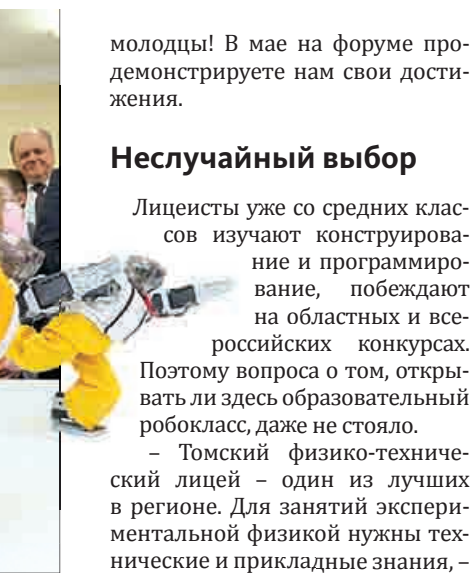 молодцы! В мае на форуме про-
демонстрируете нам свои дости-
жения.
Неслучайный выбор
Лицеисты уже со средних клас-
сов изучают конструирова-
ние и программиро-
вание, побеждают
на областных и все-
российских конкурсах.
Поэтому вопроса о том, откры-
вать ли здесь образовательный
робокласс, даже не стояло.
– Томский физико-техниче-
ский лицей – один из лучших
в регионе. Для занятий экспери-
ментальной физикой нужны тех-
нические и прикладные знания, –